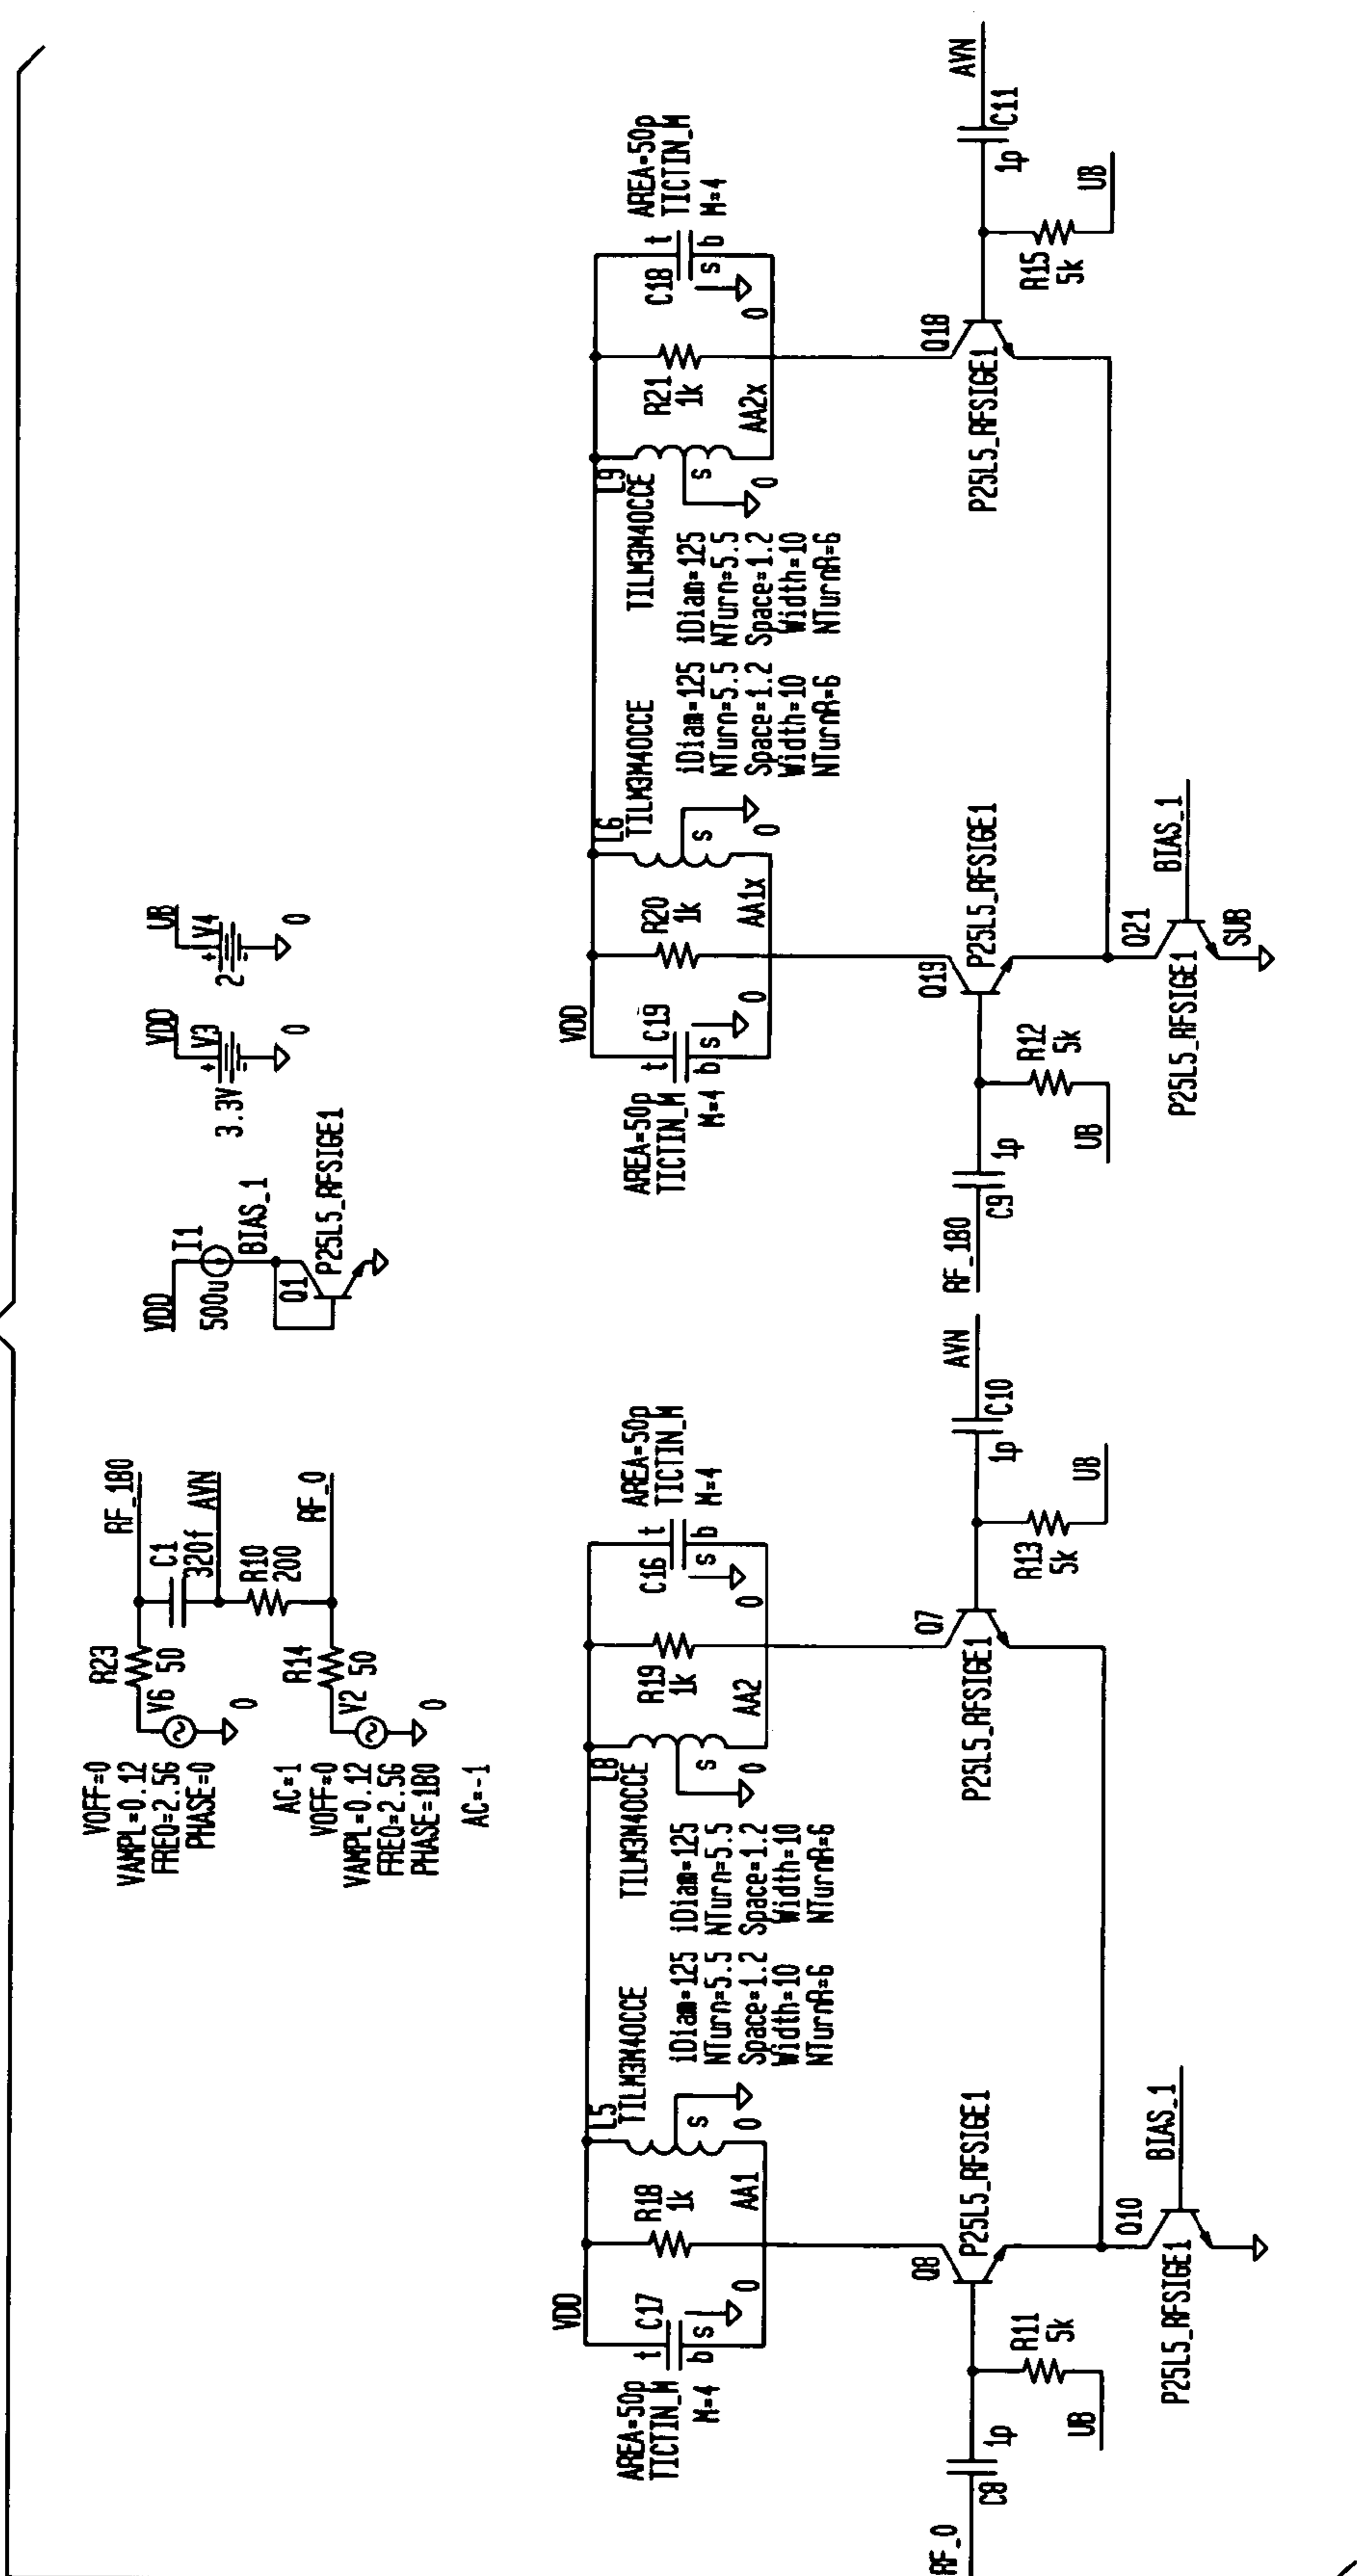 VOFF=0
VAMPL=0.12
FREQ=2.5G
PHASE=0
AC=1
VOFF=0
VAMPL=0.12
FREQ=2.5G
PHASE=180
AC=-1
V6
0
V2
0
R23
50
R14
50
RF_180
C1
320f
AVN
R10
200
RF_0
VDD
I1
500u
BIAS_1
Q1
P25L5_RFSIGE1
VDD
V3
3.3V
0
UB
V4
2
0
VDD
AREA=50p
TICTIN_M
M=4
t
C17
b
s
0
R18
1k
AA1
L5
TILM3M40CCE
s
0
iDiam=125
NTurn=5.5
Space=1.2
Width=10
NTurnR=6
iDiam=125
NTurn=5.5
Space=1.2
Width=10
NTurnR=6
L8
TILM3M40CCE
s
0
R19
1k
AA2
AREA=50p
TICTIN_M
M=4
t
C16
b
s
0
RF_0
C8
1p
R11
5k
UB
Q8
P25L5_RFSIGE1
Q10
P25L5_RFSIGE1
BIAS_1
Q7
P25L5_RFSIGE1
R13
5k
UB
C10
1p
AVN
VDD
AREA=50p
TICTIN_M
M=4
t
C19
b
s
0
R20
1k
AA1x
L6
TILM3M40CCE
s
0
iDiam=125
NTurn=5.5
Space=1.2
Width=10
NTurnR=6
iDiam=125
NTurn=5.5
Space=1.2
Width=10
NTurnR=6
L9
TILM3M40CCE
s
0
R21
1k
AA2x
AREA=50p
TICTIN_M
M=4
t
C18
b
s
0
RF_180
C9
1p
R12
5k
UB
Q19
P25L5_RFSIGE1
Q21
P25L5_RFSIGE1
BIAS_1
SUB
Q18
P25L5_RFSIGE1
R15
5k
UB
C11
1p
AVN